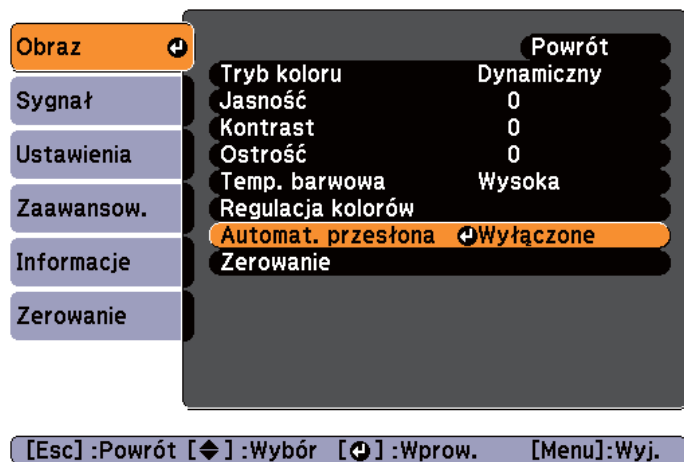 Obraz
Sygnał
Ustawienia
Zaawansow.
Informacje
Zerowanie
Powrót
Tryb koloru Dynamiczny
Jasność 0
Kontrast 0
Ostrość 0
Temp. barwowa Wysoka
Regulacja kolorów
Automat. przesłona Wyłączone
Zerowanie
[Esc] :Powrót [ ] :Wybór [ ] :Wprow. [Menu]:Wyj.